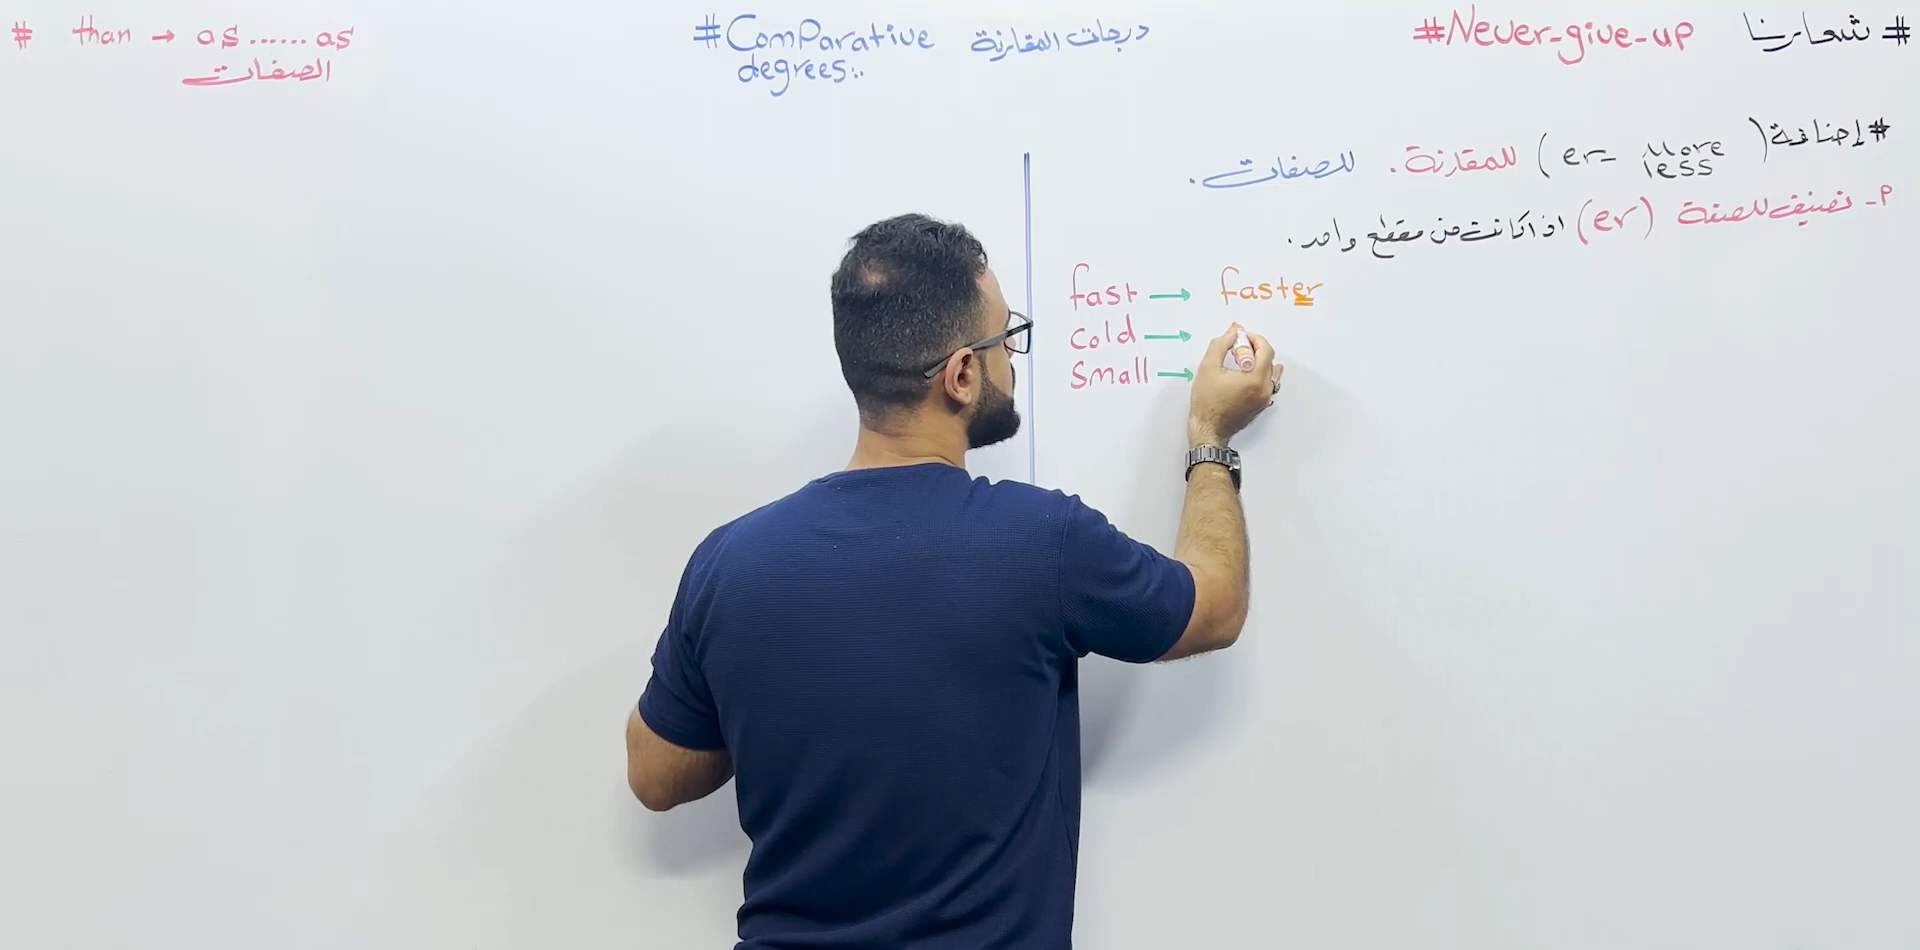 # شعارنا #Never-give-up
#Comparative درجات المقارنة
degrees:.
# than → as ...... as
الصفات
# إضافة (er- More less) للمقارنة. للصفات.
P- نضيف للصفة (er) اذا كانت من مقطع واحد.
fast → faster
cold →
Small →